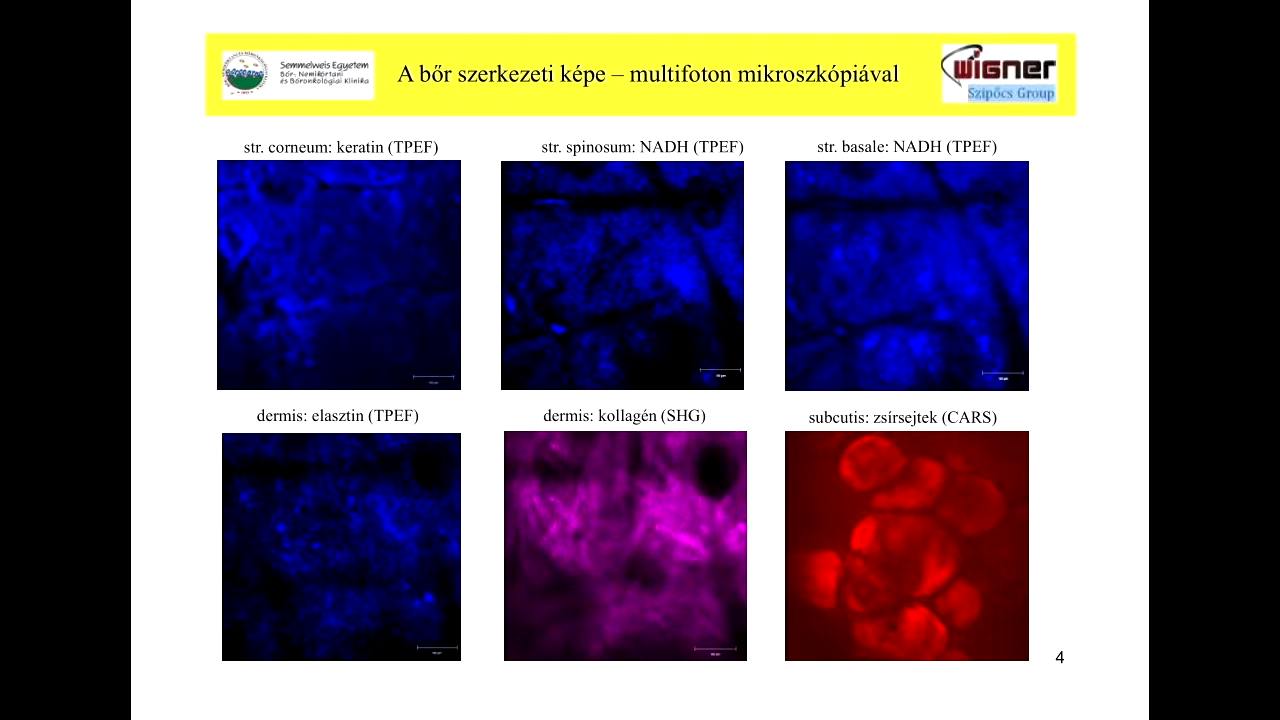 Semmelweis Egyetem
Bőr- Nemikórtani
és Bőronkológiai Klinika
A bőr szerkezeti képe – multifoton mikroszkópiával
wigner
Szipőcs Group
str. corneum: keratin (TPEF)
str. spinosum: NADH (TPEF)
str. basale: NADH (TPEF)
dermis: elasztin (TPEF)
dermis: kollagén (SHG)
subcutis: zsírsejtek (CARS)
4